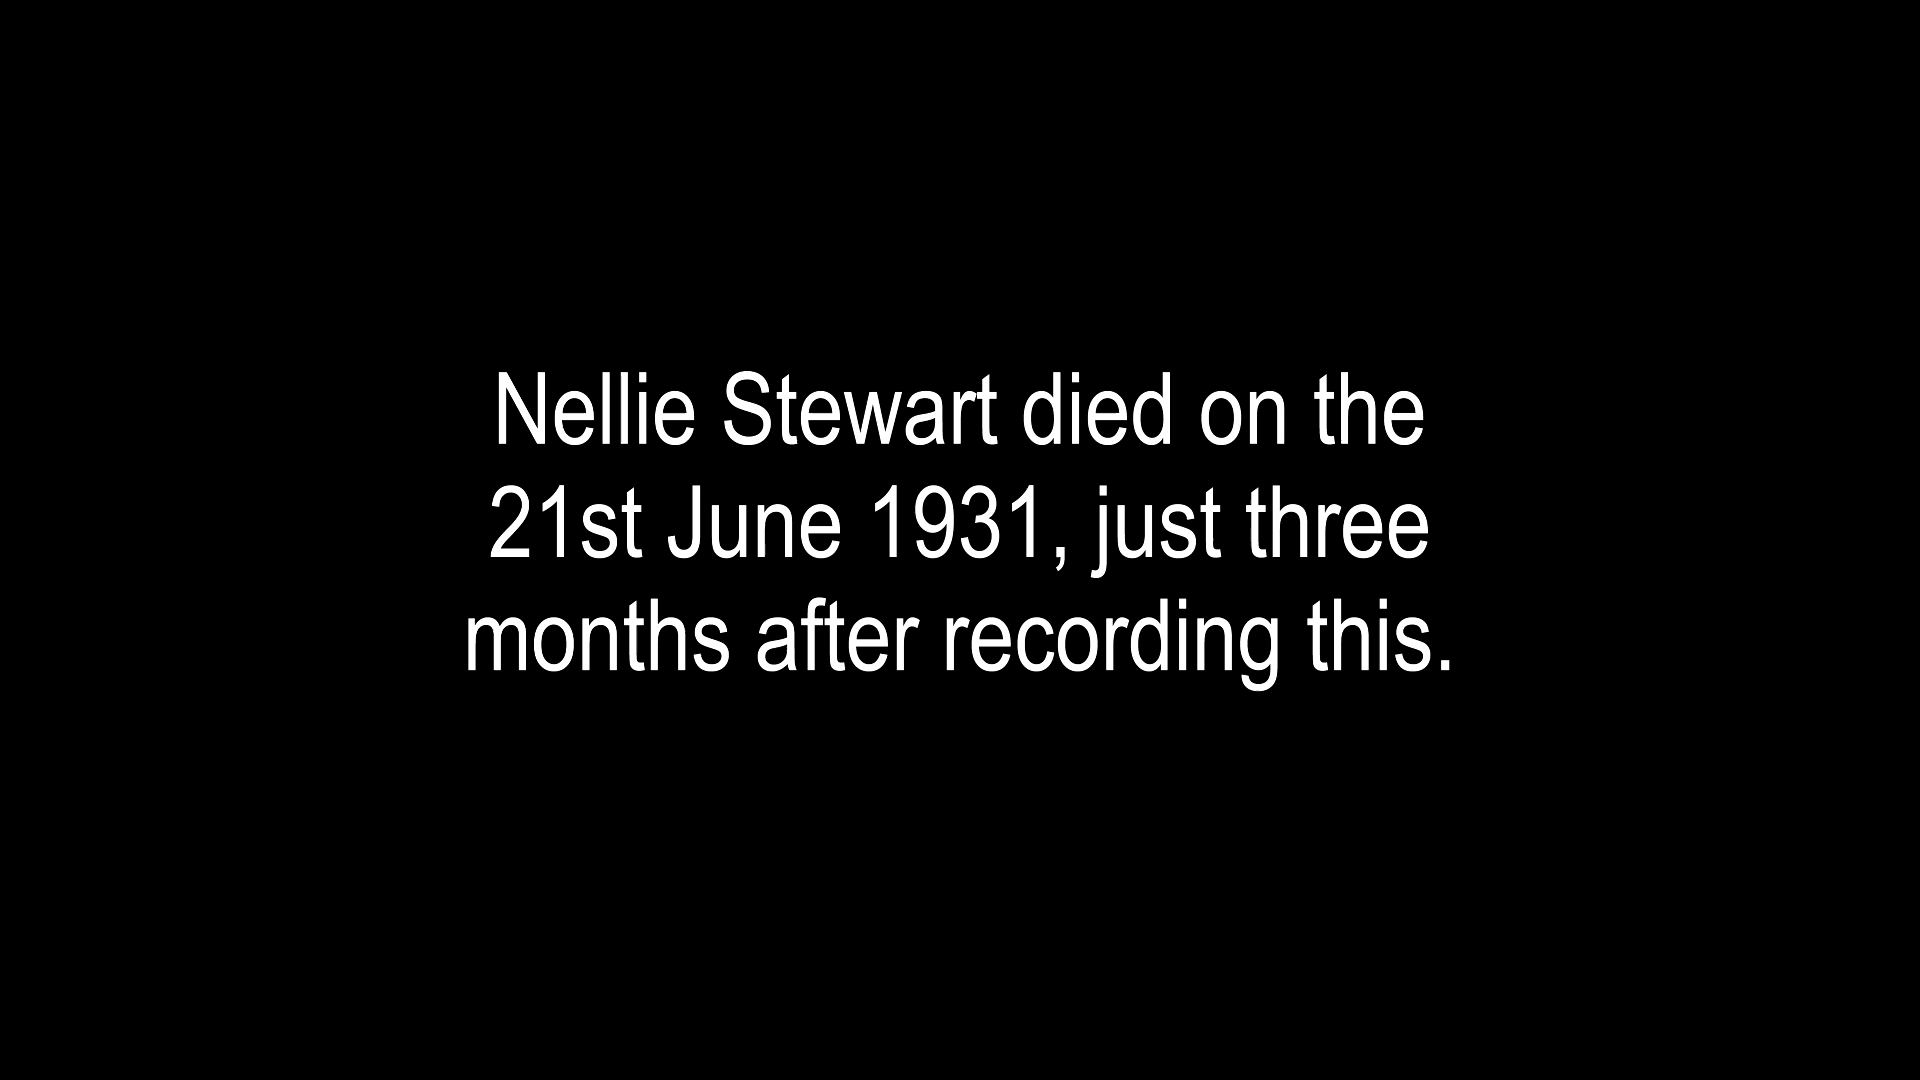 Nellie Stewart died on the
21st June 1931, just three
months after recording this.